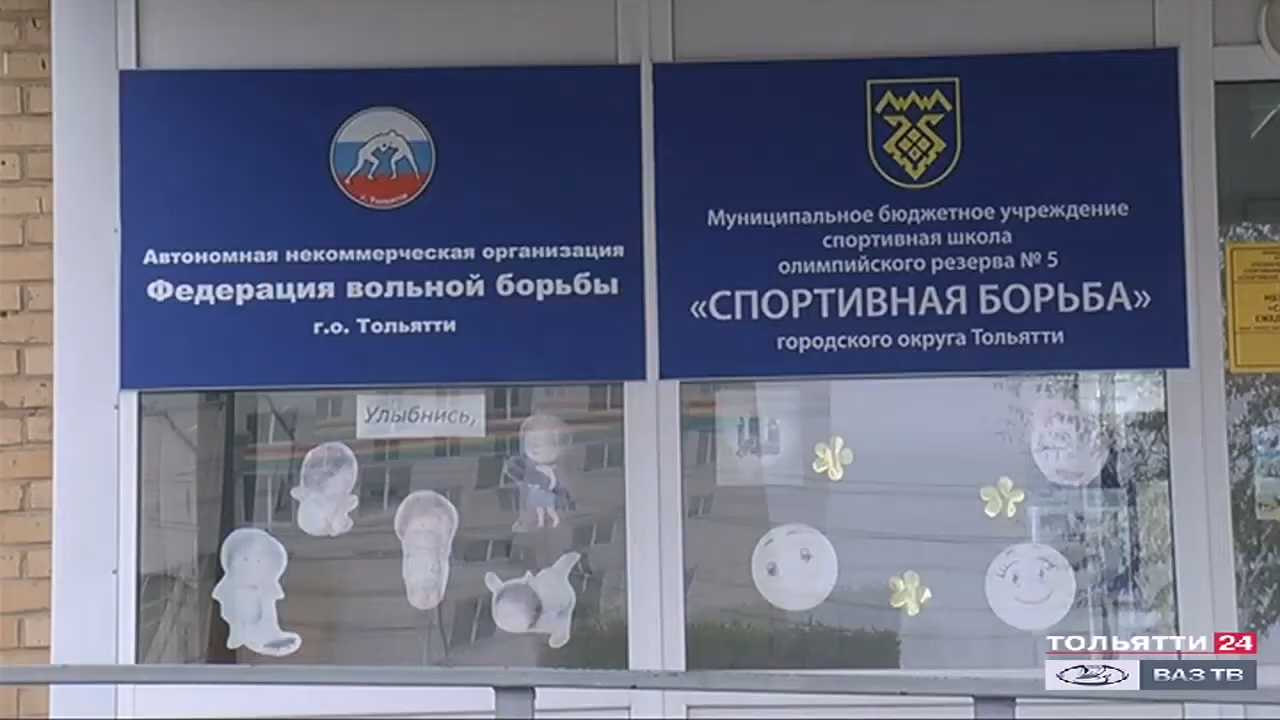 г. Тольятти
Автономная некоммерческая организация
Федерация вольной борьбы
г.о. Тольятти
Муниципальное бюджетное учреждение
спортивная школа
олимпийского резерва № 5
«СПОРТИВНАЯ БОРЬБА»
городского округа Тольятти
Улыбнись,
ТОЛЬЯТТИ 24
ВАЗ ТВ